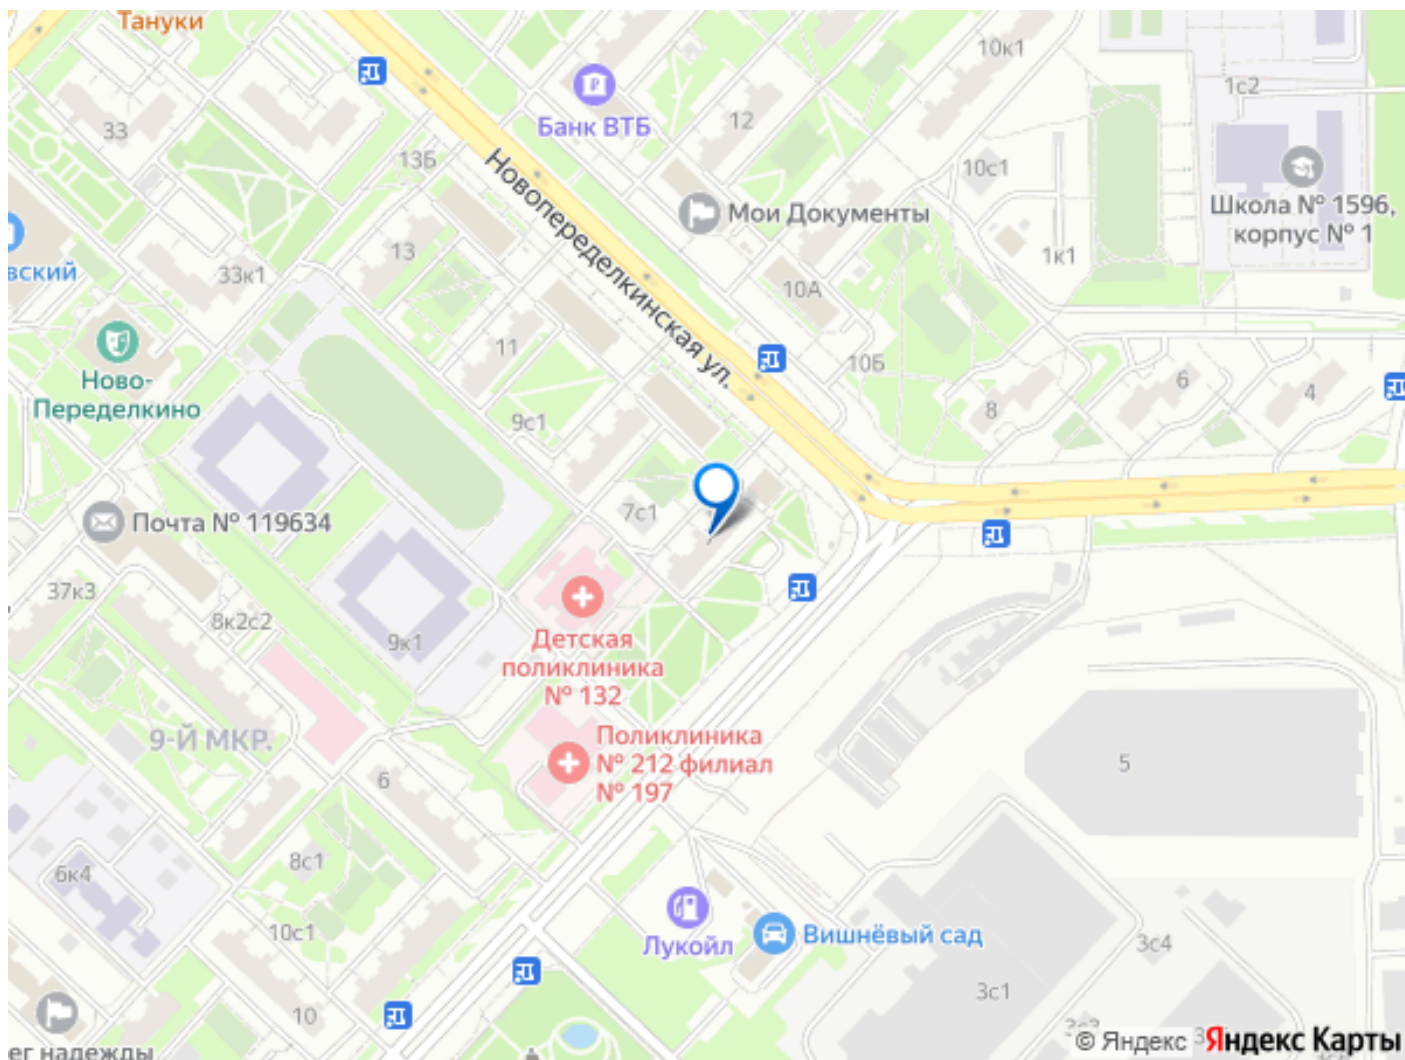 Тануки
10к1
1с2
Банк ВТБ
12
33
13Б
10с1
Новопеределкинская ул.
Мои Документы
Школа № 1596,
корпус № 1
13
1к1
вский
33к1
10А
11
Ново-
Переделкино
10Б
6
4
8
9с1
7с1
Почта № 119634
37к3
8к2с2
9к1
Детская
поликлиника
№ 132
9-Й МКР.
Поликлиника
№ 212 филиал
№ 197
5
6
8с1
6к4
10с1
Лукойл
Вишнёвый сад
3с4
3с1
10
ег надежды
© Яндекс
Яндекс Карты